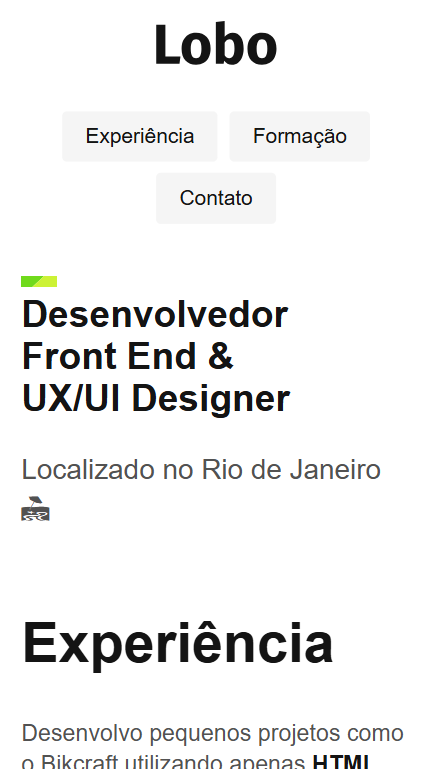 Lobo
Experiência
Formação
Contato
Desenvolvedor
Front End &
UX/UI Designer
Localizado no Rio de Janeiro
Experiência
Desenvolvo pequenos projetos como
o Bikcraft utilizando apenas HTML